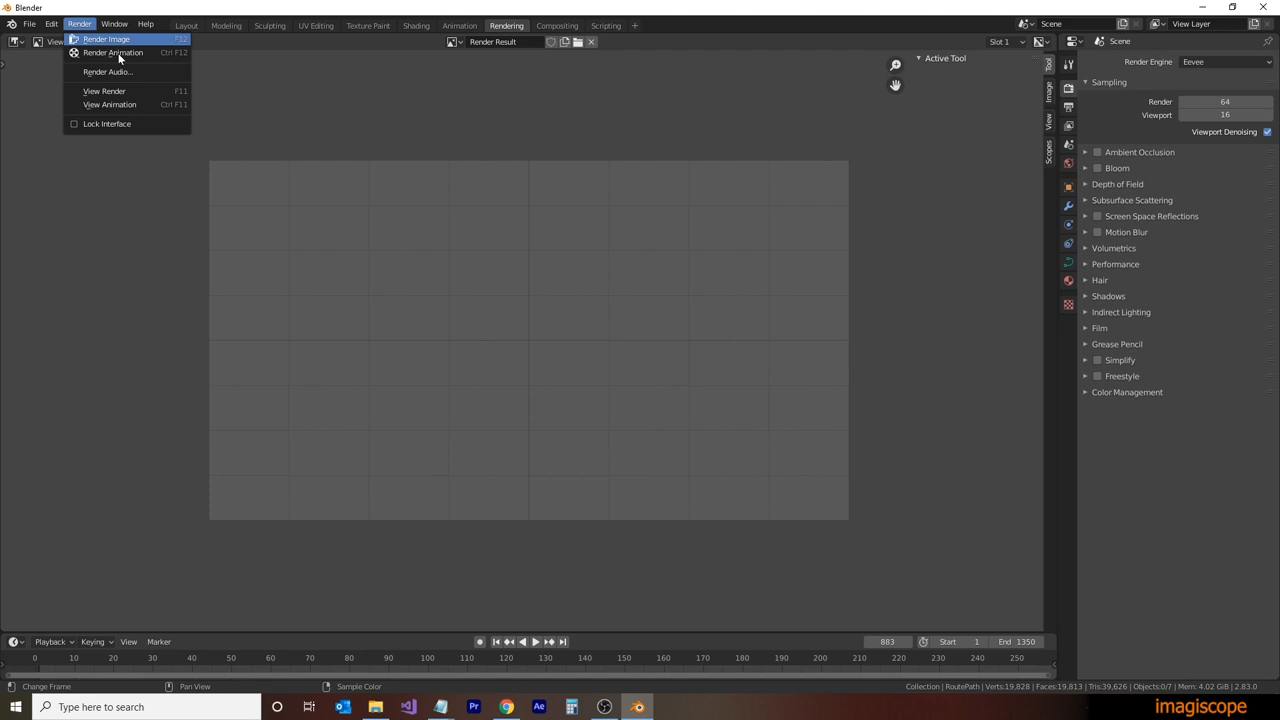 Blender
File Edit Render Window Help Layout Modeling Sculpting UV Editing Texture Paint Shading Animation Rendering Compositing Scripting + Scene View Layer
View Render Result Slot 1 Scene
Render Image F12
Render Animation Ctrl F12
Render Audio...
View Render F11
View Animation Ctrl F11
Lock Interface
Active Tool
Tool
Image
View
Scopes
Render Engine Eevee
Sampling
Render 64
Viewport 16
Viewport Denoising
Ambient Occlusion
Bloom
Depth of Field
Subsurface Scattering
Screen Space Reflections
Motion Blur
Volumetrics
Performance
Hair
Shadows
Indirect Lighting
Film
Grease Pencil
Simplify
Freestyle
Color Management
Playback Keying View Marker 883 Start 1 End 1350
0 10 20 30 40 50 60 70 80 90 100 110 120 130 140 150 160 170 180 190 200 210 220 230 240 250
Change Frame Pan View Sample Color Collection | RoutePath | Verts:19,828 | Faces:19,813 | Tris:39,626 | Objects:0/7 | Mem: 4.02 GiB | 2.83.0
Type here to search
imagiscope